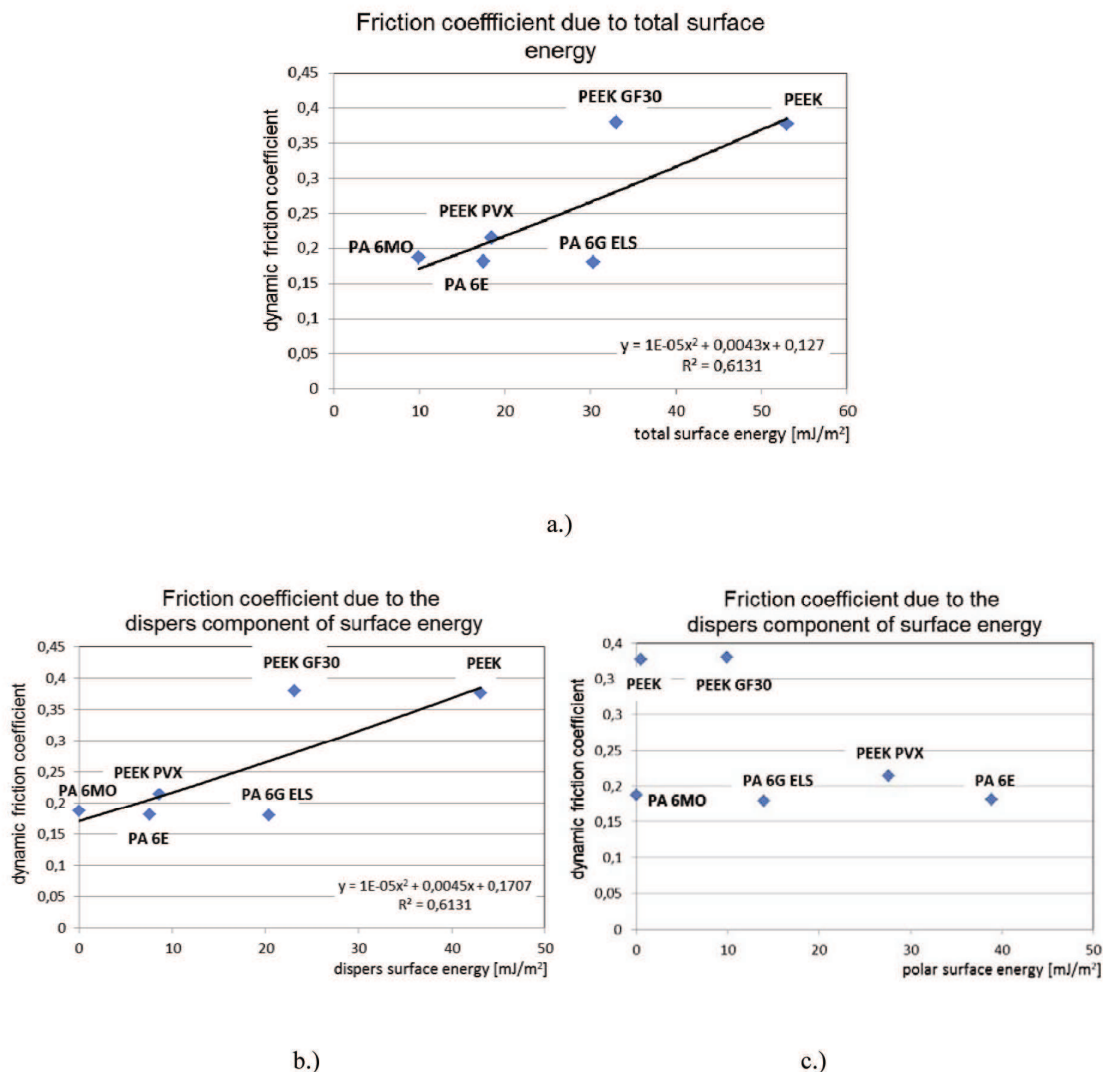 Friction coeffficient due to total surface
energy
dynamic friction coefficient
0,45
0,4
0,35
0,3
0,25
0,2
0,15
0,1
0,05
0
PEEK GF30
PEEK
PEEK PVX
PA 6MO
PA 6G ELS
PA 6E
y = 1E-05x² + 0,0043x + 0,127
R² = 0,6131
0 10 20 30 40 50 60
total surface energy [mJ/m²]
a.)
Friction coefficient due to the
dispers component of surface energy
dynamic friction coefficient
0,45
0,4
0,35
0,3
0,25
0,2
0,15
0,1
0,05
0
PEEK GF30
PEEK
PEEK PVX
PA 6MO
PA 6G ELS
PA 6E
y = 1E-05x² + 0,0045x + 0,1707
R² = 0,6131
0 10 20 30 40 50
dispers surface energy [mJ/m²]
b.)
Friction coefficient due to the
dispers component of surface energy
dynamic friction coefficient
0,4
0,3
0,25
0,2
0,15
0,1
0,05
0
PEEK
PEEK GF30
PEEK PVX
PA 6MO
PA 6G ELS
PA 6E
0 10 20 30 40 50
polar surface energy [mJ/m²]
c.)